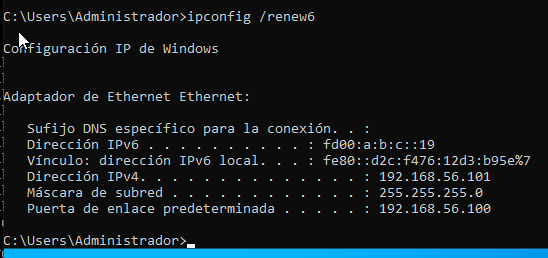 C:\Users\Administrador>ipconfig /renew6
Configuración IP de Windows
Adaptador de Ethernet Ethernet:
Sufijo DNS específico para la conexión. . :
Dirección IPv6 . . . . . . . . . . : fd00:a:b:c::19
Vínculo: dirección IPv6 local. . . : fe80::d2c:f476:12d3:b95e%7
Dirección IPv4. . . . . . . . . . . . . . : 192.168.56.101
Máscara de subred . . . . . . . . . . . . : 255.255.255.0
Puerta de enlace predeterminada . . . . . : 192.168.56.100
C:\Users\Administrador>